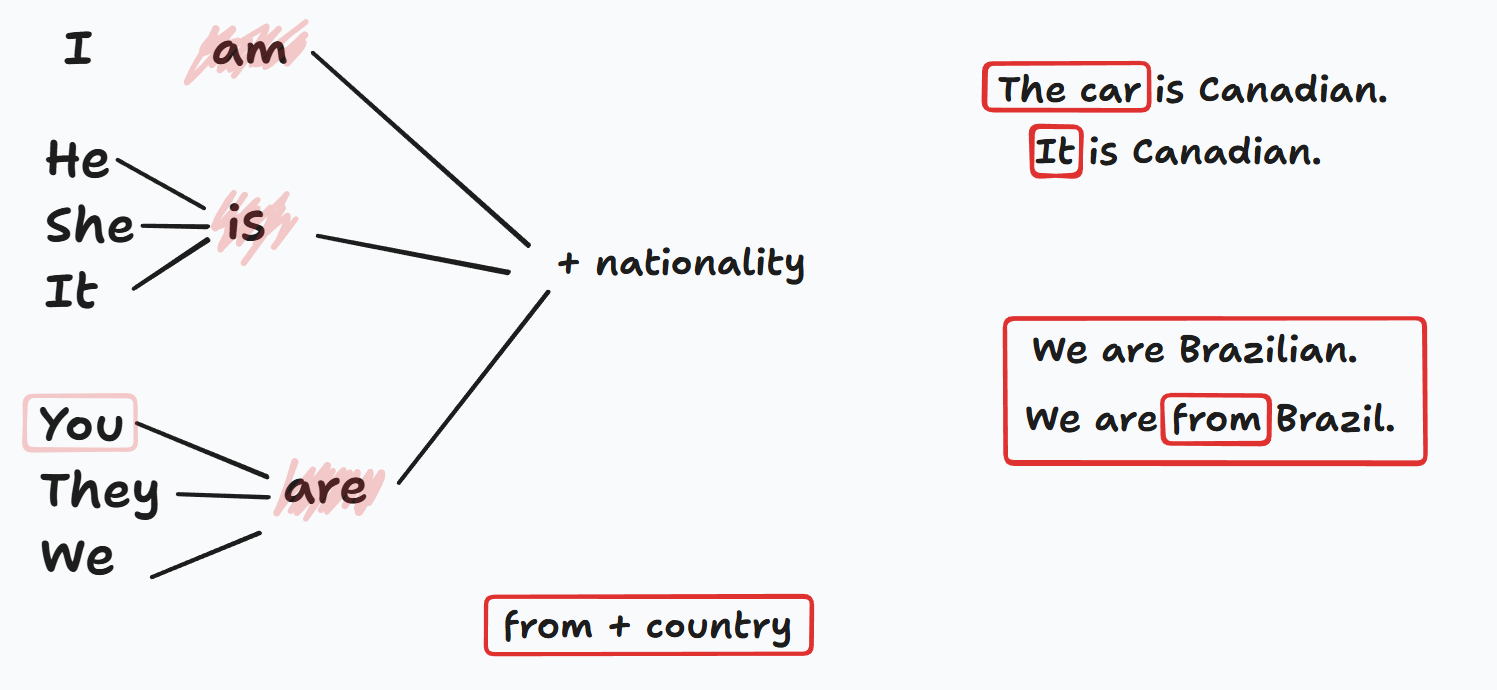 I am
He
She
It
is
+ nationality
You
They
We
are
from + country
The car is Canadian.
It is Canadian.
We are Brazilian.
We are from Brazil.